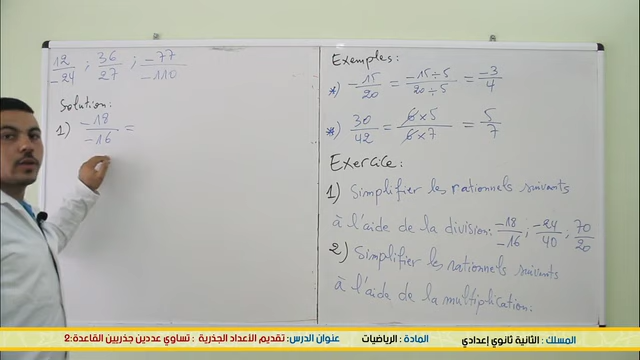 12/-24 ; 36/27 ; -77/-110
Solution:
1) -18/-16 =
Exemples:
*) -15/20 = -15÷5/20÷5 = -3/4
*) 30/42 = 6×5/6×7 = 5/7
Exercice:
1) Simplifier les rationnels suivants
à l'aide de la division: -18/-16 ; -24/40 ; 70/20
2) Simplifier les rationnels suivants
à l'aide de la multiplication:
المسلك : الثانية ثانوي إعدادي
المادة : الرياضيات
عنوان الدرس: تقديم الأعداد الجذرية : تساوي عددين جذريين القاعدة:2